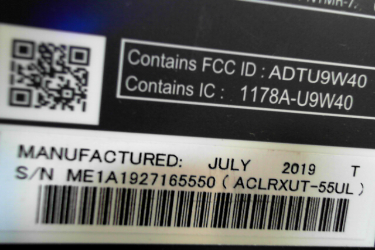 Contains FCC ID : ADTU9W40
Contains IC : 1178A-U9W40
MANUFACTURED: JULY 2019 T
S/N ME1A1927165550 ( ACLRXUT-55UL )